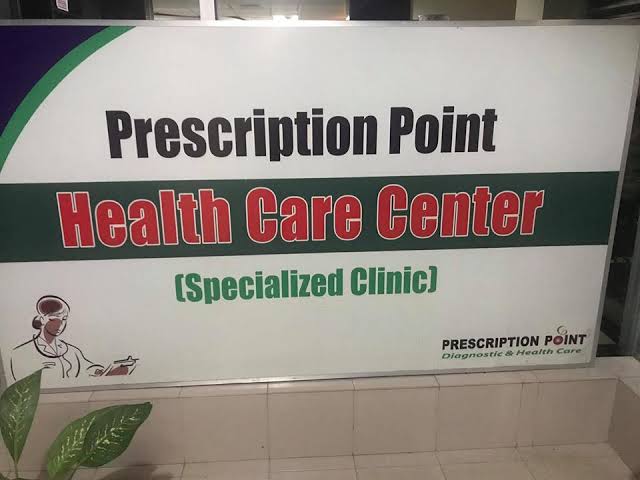 Prescription Point
Health Care Center
(Specialized Clinic)
PRESCRIPTION POINT
Diagnostic & Health Care